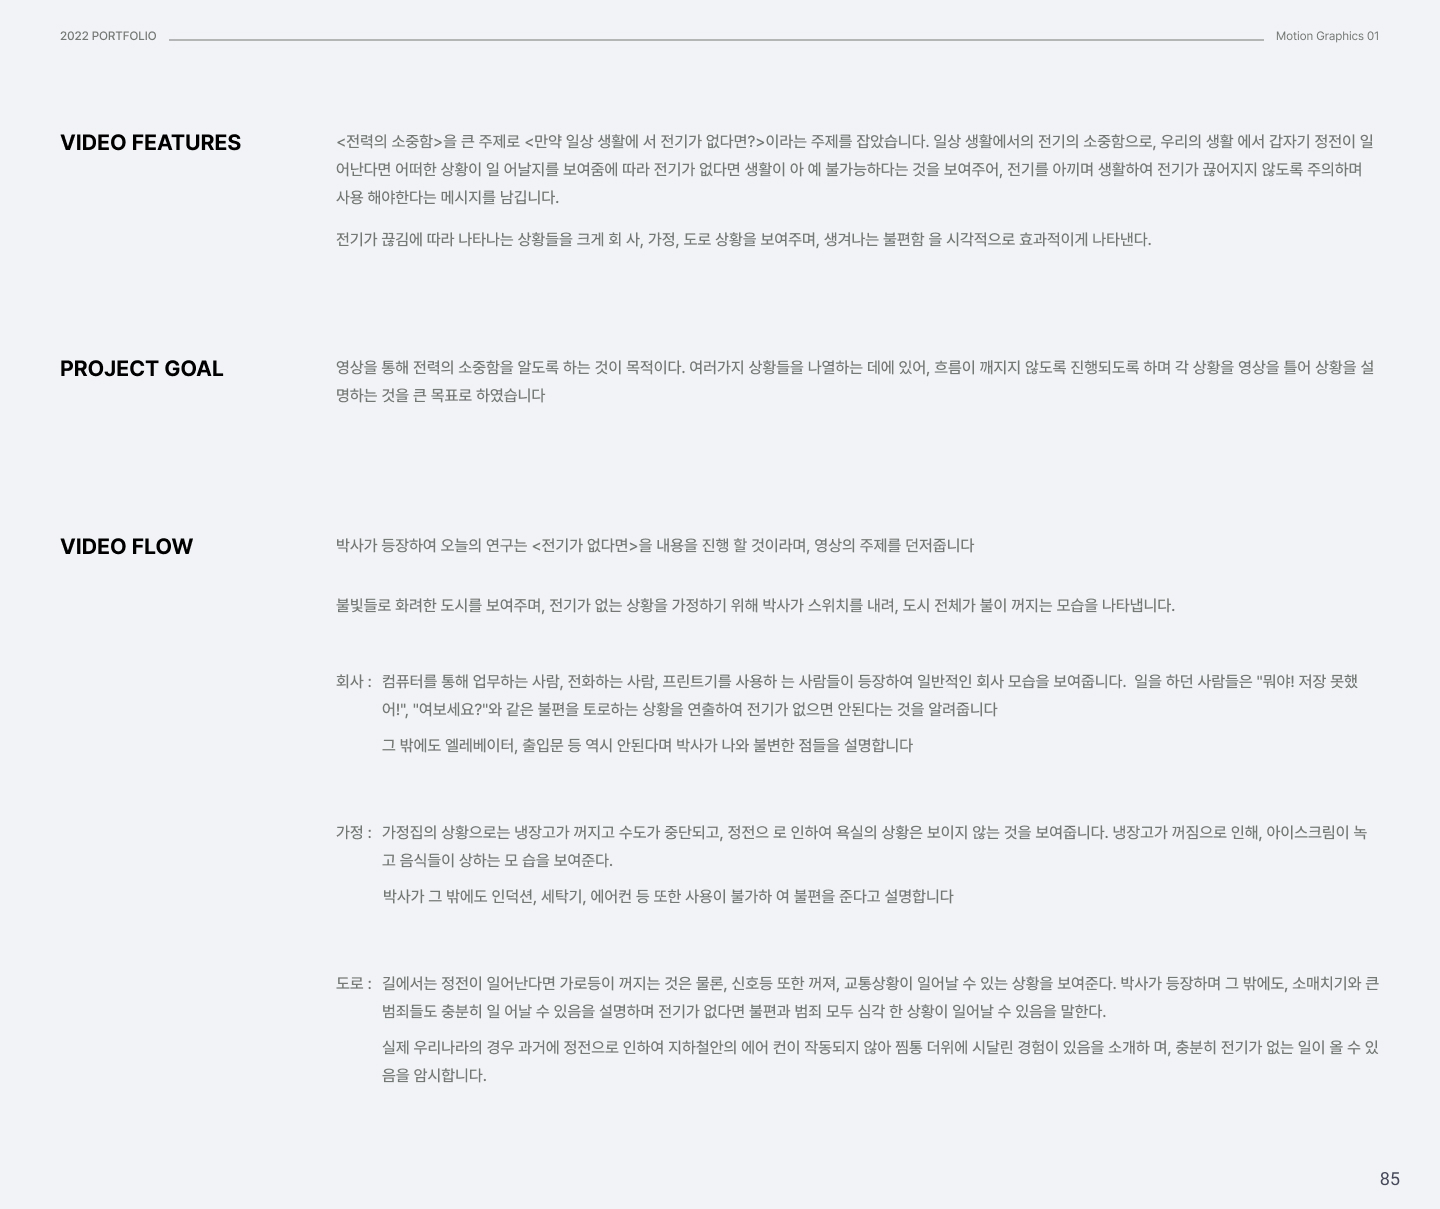 2022 PORTFOLIO
Motion Graphics 01
VIDEO FEATURES
<전력의 소중함>을 큰 주제로 <만약 일상 생활에 서 전기가 없다면?>이라는 주제를 잡았습니다. 일상 생활에서의 전기의 소중함으로, 우리의 생활 에서 갑자기 정전이 일
어난다면 어떠한 상황이 일 어날지를 보여줌에 따라 전기가 없다면 생활이 아 예 불가능하다는 것을 보여주어, 전기를 아끼며 생활하여 전기가 끊어지지 않도록 주의하며
사용 해야한다는 메시지를 남깁니다.
전기가 끊김에 따라 나타나는 상황들을 크게 회 사, 가정, 도로 상황을 보여주며, 생겨나는 불편함 을 시각적으로 효과적이게 나타낸다.
PROJECT GOAL
영상을 통해 전력의 소중함을 알도록 하는 것이 목적이다. 여러가지 상황들을 나열하는 데에 있어, 흐름이 깨지지 않도록 진행되도록 하며 각 상황을 영상을 틀어 상황을 설
명하는 것을 큰 목표로 하였습니다
VIDEO FLOW
박사가 등장하여 오늘의 연구는 <전기가 없다면>을 내용을 진행 할 것이라며, 영상의 주제를 던저줍니다
불빛들로 화려한 도시를 보여주며, 전기가 없는 상황을 가정하기 위해 박사가 스위치를 내려, 도시 전체가 불이 꺼지는 모습을 나타냅니다.
회사 : 컴퓨터를 통해 업무하는 사람, 전화하는 사람, 프린트기를 사용하 는 사람들이 등장하여 일반적인 회사 모습을 보여줍니다. 일을 하던 사람들은 "뭐야! 저장 못했
어!", "여보세요?"와 같은 불편을 토로하는 상황을 연출하여 전기가 없으면 안된다는 것을 알려줍니다
그 밖에도 엘레베이터, 출입문 등 역시 안된다며 박사가 나와 불변한 점들을 설명합니다
가정 : 가정집의 상황으로는 냉장고가 꺼지고 수도가 중단되고, 정전으 로 인하여 욕실의 상황은 보이지 않는 것을 보여줍니다. 냉장고가 꺼짐으로 인해, 아이스크림이 녹
고 음식들이 상하는 모 습을 보여준다.
박사가 그 밖에도 인덕션, 세탁기, 에어컨 등 또한 사용이 불가하 여 불편을 준다고 설명합니다
도로 : 길에서는 정전이 일어난다면 가로등이 꺼지는 것은 물론, 신호등 또한 꺼져, 교통상황이 일어날 수 있는 상황을 보여준다. 박사가 등장하며 그 밖에도, 소매치기와 큰
범죄들도 충분히 일 어날 수 있음을 설명하며 전기가 없다면 불편과 범죄 모두 심각 한 상황이 일어날 수 있음을 말한다.
실제 우리나라의 경우 과거에 정전으로 인하여 지하철안의 에어 컨이 작동되지 않아 찜통 더위에 시달린 경험이 있음을 소개하 며, 충분히 전기가 없는 일이 올 수 있
음을 암시합니다.
85